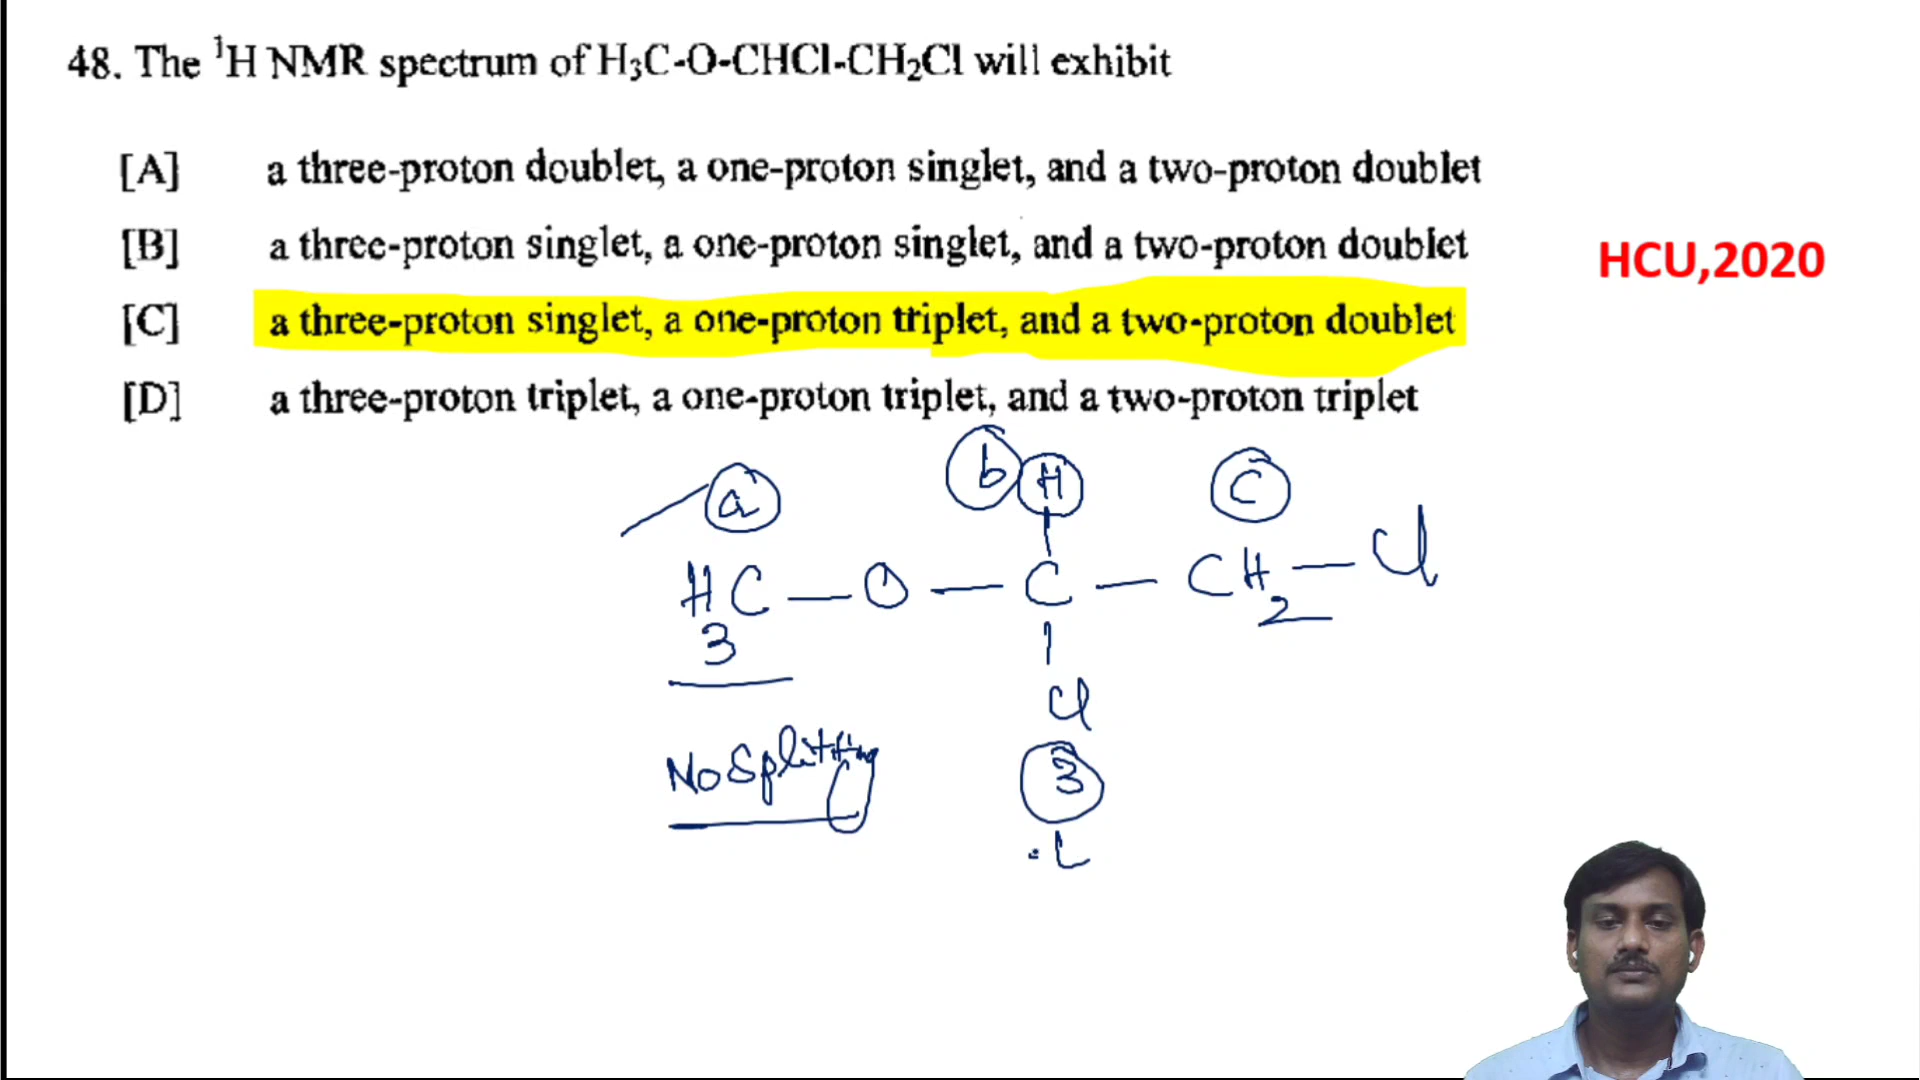 48. The ¹H NMR spectrum of H₃C-O-CHCl-CH₂Cl will exhibit
[A] a three-proton doublet, a one-proton singlet, and a two-proton doublet
[B] a three-proton singlet, a one-proton singlet, and a two-proton doublet
HCU,2020
[C] a three-proton singlet, a one-proton triplet, and a two-proton doublet
[D] a three-proton triplet, a one-proton triplet, and a two-proton triplet
a b H c
H₃C — O — C — CH₂ — Cl
Cl
No Splitting 3